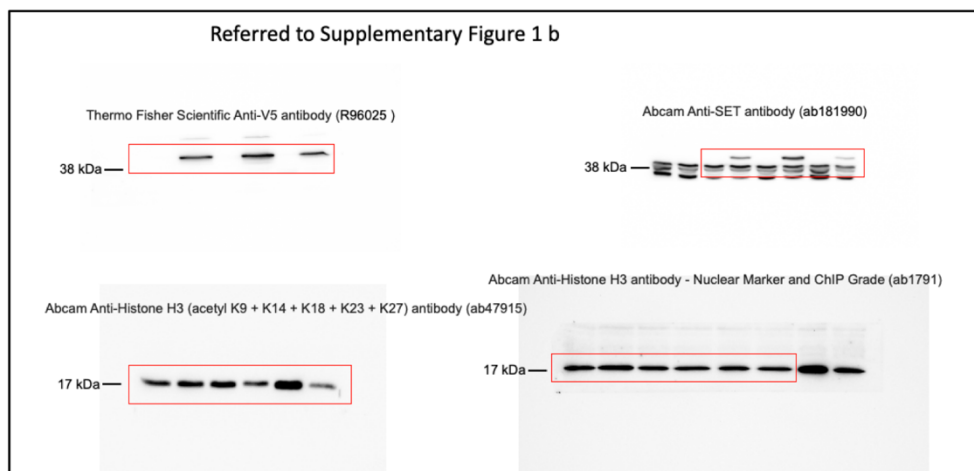 Referred to Supplementary Figure 1 b
Thermo Fisher Scientific Anti-V5 antibody (R96025 )
38 kDa
Abcam Anti-SET antibody (ab181990)
38 kDa
Abcam Anti-Histone H3 (acetyl K9 + K14 + K18 + K23 + K27) antibody (ab47915)
17 kDa
Abcam Anti-Histone H3 antibody - Nuclear Marker and ChIP Grade (ab1791)
17 kDa